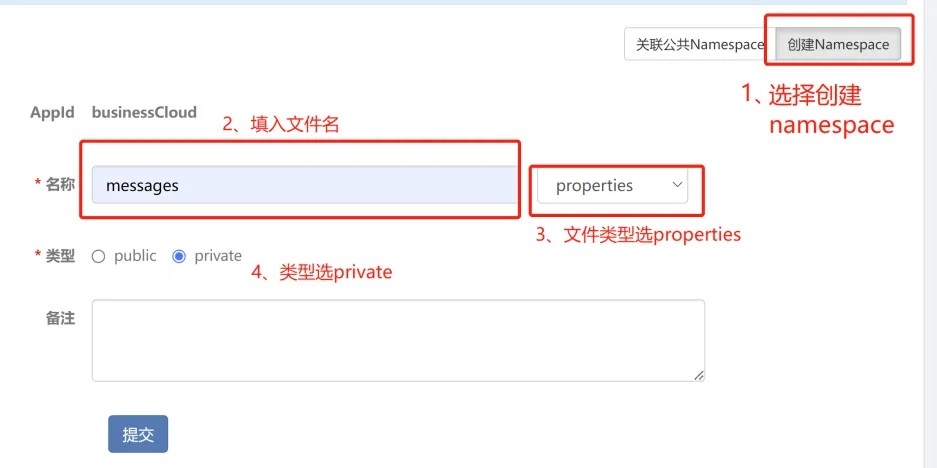 关联公共Namespace
创建Namespace
1、选择创建
namespace
AppId businessCloud
2、填入文件名
* 名称 messages properties
3、文件类型选properties
* 类型 public private
4、类型选private
备注
提交